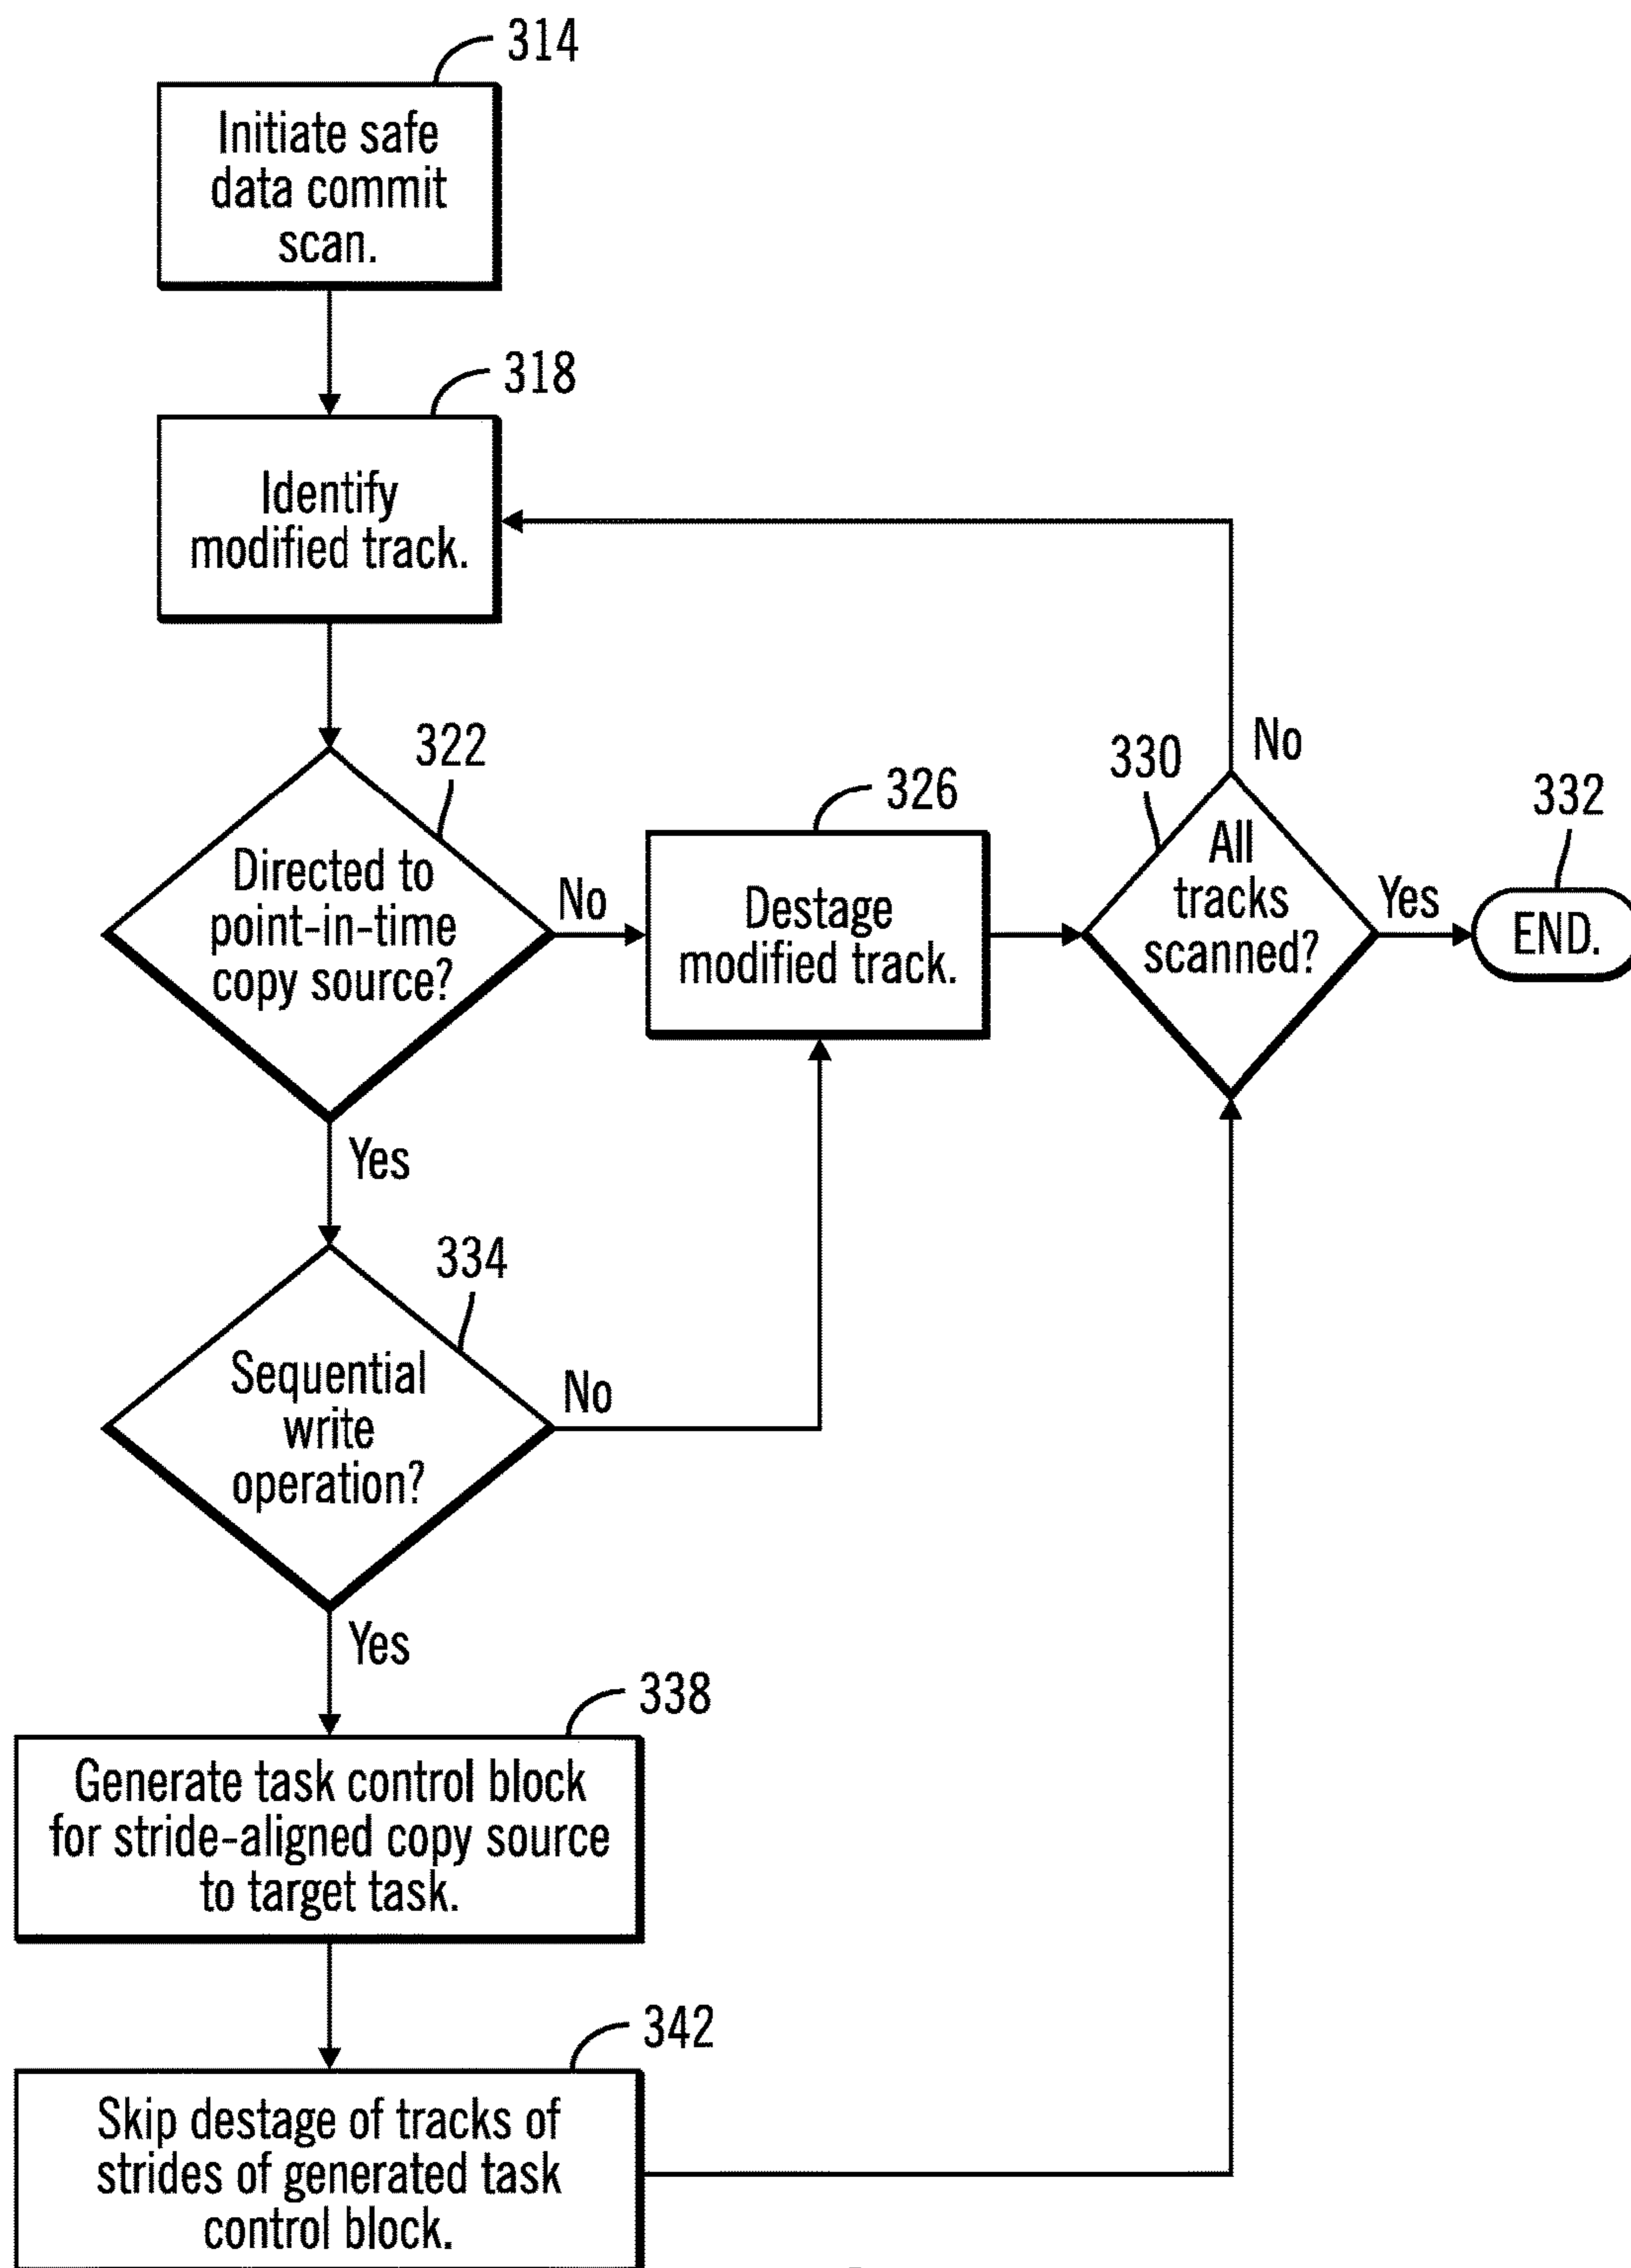 314
Initiate safe
data commit
scan.
318
Identify
modified track.
322
Directed to
point-in-time
copy source?
No
Yes
326
Destage
modified track.
330
All
tracks
scanned?
No
Yes
332
END.
334
Sequential
write
operation?
No
Yes
338
Generate task control block
for stride-aligned copy source
to target task.
342
Skip destage of tracks of
strides of generated task
control block.